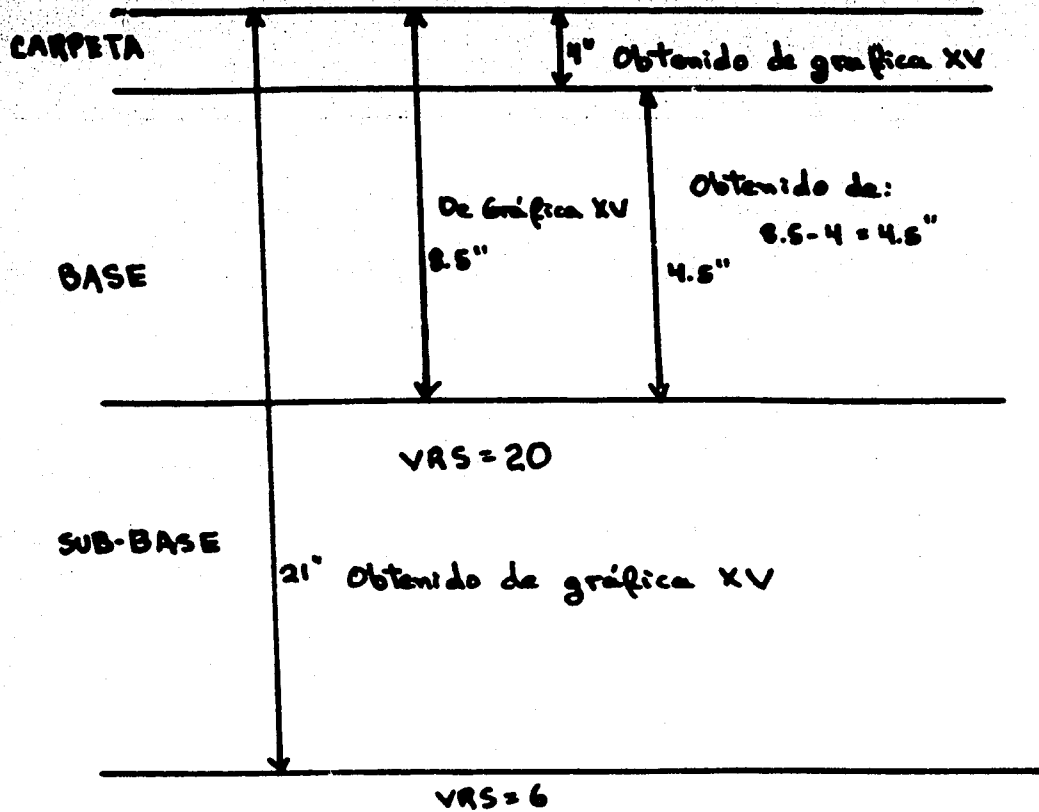 CARPETA
4" Obtenido de grafica XV
De Gráfica XV
8.5"
Obtenido de:
8.5-4 = 4.5"
4.5"
BASE
VRS = 20
SUB-BASE
21" Obtenido de gráfica XV
VRS = 6